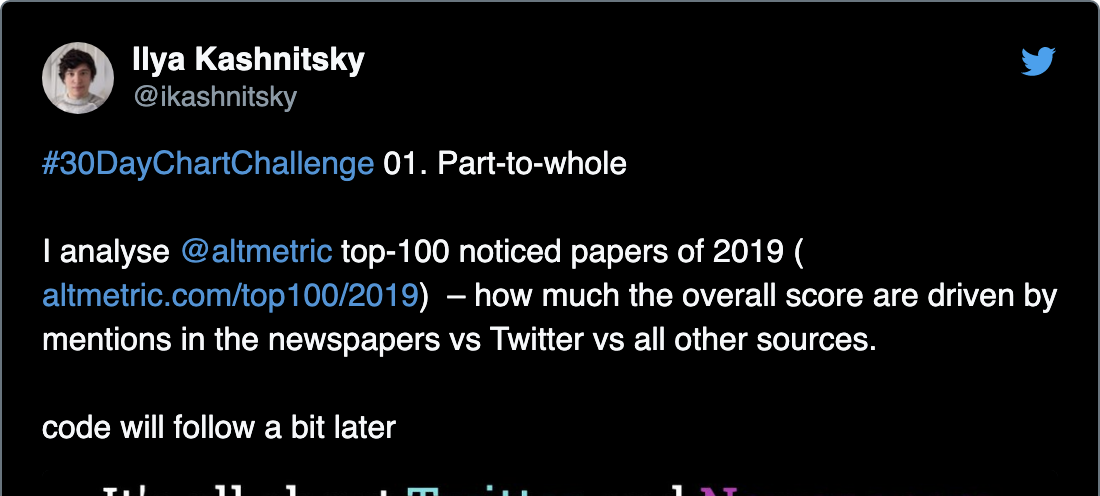 Ilya Kashnitsky
@ikashnitsky
#30DayChartChallenge 01. Part-to-whole
I analyse @altmetric top-100 noticed papers of 2019 (
altmetric.com/top100/2019)  – how much the overall score are driven by
mentions in the newspapers vs Twitter vs all other sources.
code will follow a bit later